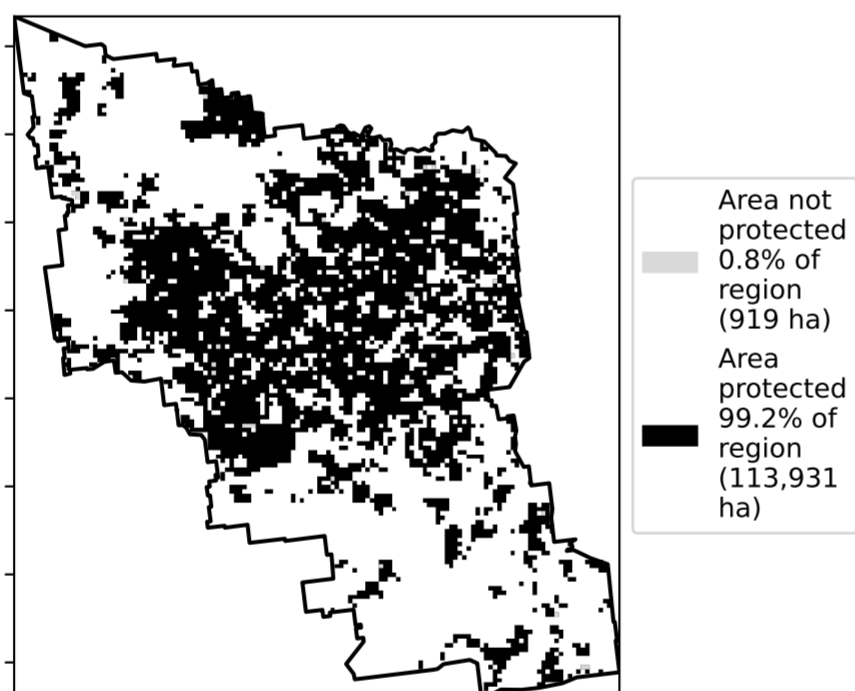 Area not
protected
0.8% of
region
(919 ha)
Area
protected
99.2% of
region
(113,931
ha)